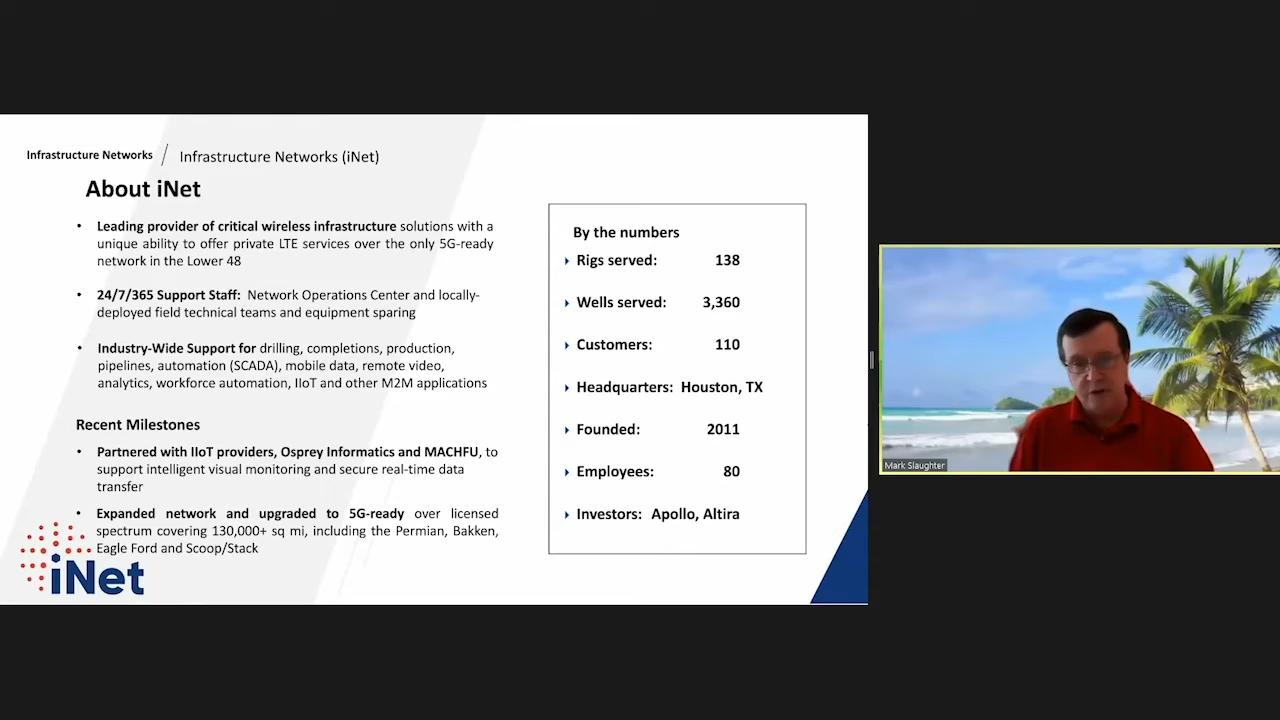 Infrastructure Networks / Infrastructure Networks (iNet)
About iNet
• Leading provider of critical wireless infrastructure solutions with a
unique ability to offer private LTE services over the only 5G-ready
network in the Lower 48
• 24/7/365 Support Staff: Network Operations Center and locally-
deployed field technical teams and equipment sparing
• Industry-Wide Support for drilling, completions, production,
pipelines, automation (SCADA), mobile data, remote video,
analytics, workforce automation, IIoT and other M2M applications
Recent Milestones
• Partnered with IIoT providers, Osprey Informatics and MACHFU, to
support intelligent visual monitoring and secure real-time data
transfer
• Expanded network and upgraded to 5G-ready over licensed
spectrum covering 130,000+ sq mi, including the Permian, Bakken,
Eagle Ford and Scoop/Stack
iNet
By the numbers
Rigs served: 138
Wells served: 3,360
Customers: 110
Headquarters: Houston, TX
Founded: 2011
Employees: 80
Investors: Apollo, Altira
Mark Slaughter